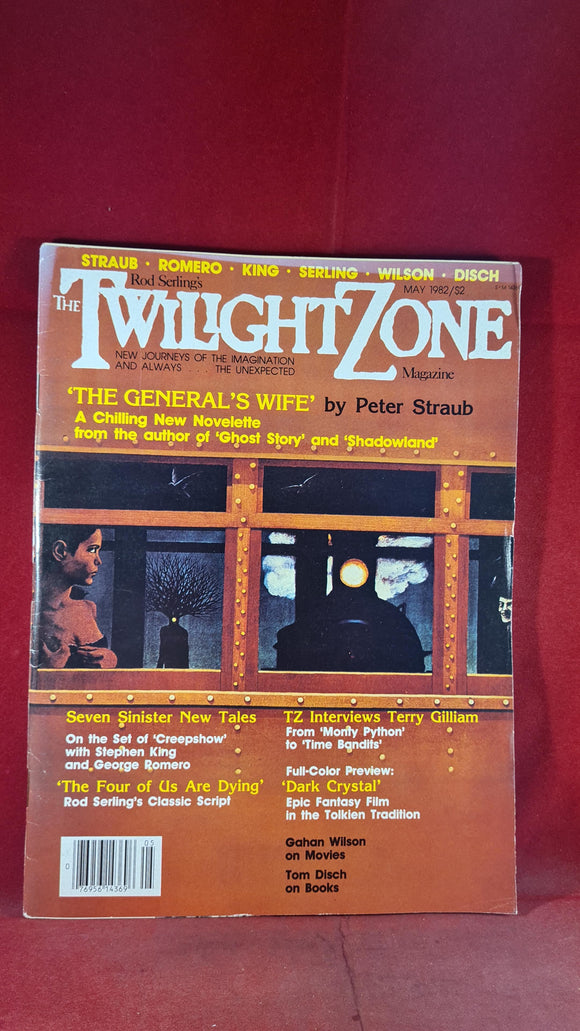 STRAUB · ROMERO · KING · SERLING · WILSON · DISCH
Rod Serling's
MAY 1982/$2
THE TWILIGHT ZONE
Magazine
NEW JOURNEYS OF THE IMAGINATION
AND ALWAYS . . . THE UNEXPECTED
'THE GENERAL'S WIFE' by Peter Straub
A Chilling New Novelette
from the author of 'Ghost Story' and 'Shadowland'
Seven Sinister New Tales
On the Set of 'Creepshow'
with Stephen King
and George Romero
'The Four of Us Are Dying'
Rod Serling's Classic Script
TZ Interviews Terry Gilliam
From 'Monty Python'
to 'Time Bandits'
Full-Color Preview:
'Dark Crystal'
Epic Fantasy Film
in the Tolkien Tradition
Gahan Wilson
on Movies
Tom Disch
on Books
05
0
76956 14369